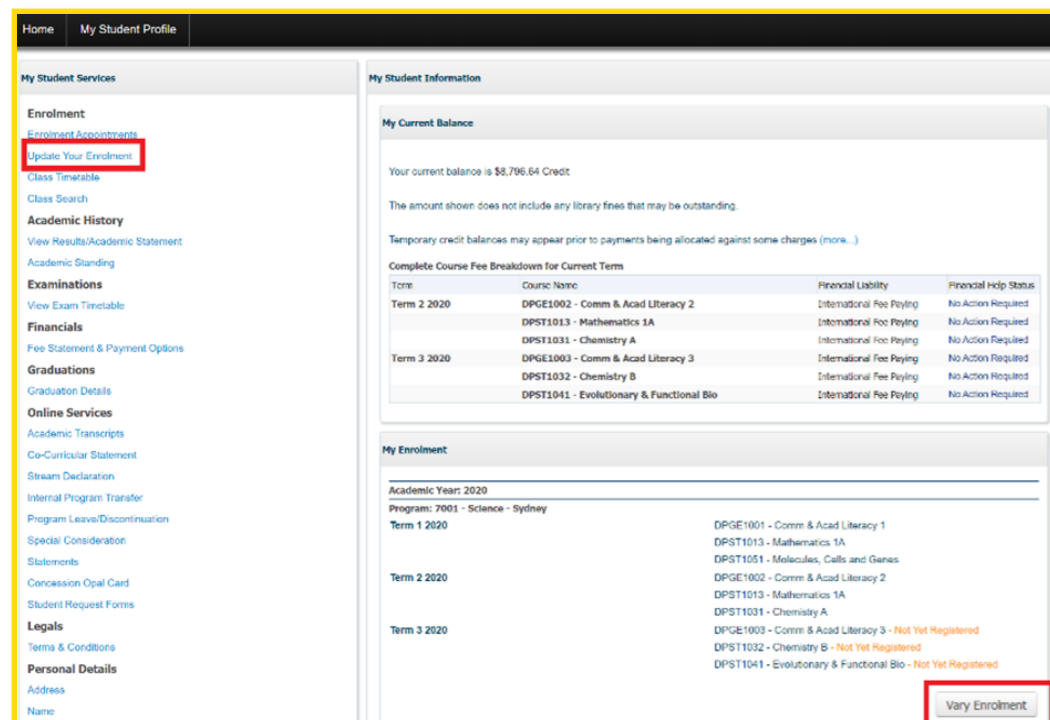 Home My Student Profile
My Student Services
Enrolment
Enrolment Appointments
Update Your Enrolment
Class Timetable
Class Search
Academic History
View Results/Academic Statement
Academic Standing
Examinations
View Exam Timetable
Financials
Fee Statement & Payment Options
Graduations
Graduation Details
Online Services
Academic Transcripts
Co-Curricular Statement
Stream Declaration
Internal Program Transfer
Program Leave/Discontinuation
Special Consideration
Statements
Concession Opal Card
Student Request Forms
Legals
Terms & Conditions
Personal Details
Address
Name
My Student Information
My Current Balance
Your current balance is $8,796.64 Credit
The amount shown does not include any library fines that may be outstanding.
Temporary credit balances may appear prior to payments being allocated against some charges (more...)
Complete Course Fee Breakdown for Current Term
Term Course Name Financial Liability Financial Help Status
Term 2 2020 DPGE1002 - Comm & Acad Literacy 2 International Fee Paying No Action Required
DPST1013 - Mathematics 1A International Fee Paying No Action Required
DPST1031 - Chemistry A International Fee Paying No Action Required
Term 3 2020 DPGE1003 - Comm & Acad Literacy 3 International Fee Paying No Action Required
DPST1032 - Chemistry B International Fee Paying No Action Required
DPST1041 - Evolutionary & Functional Bio International Fee Paying No Action Required
My Enrolment
Academic Year: 2020
Program: 7001 - Science - Sydney
Term 1 2020 DPGE1001 - Comm & Acad Literacy 1
DPST1013 - Mathematics 1A
DPST1051 - Molecules, Cells and Genes
Term 2 2020 DPGE1002 - Comm & Acad Literacy 2
DPST1013 - Mathematics 1A
DPST1031 - Chemistry A
Term 3 2020 DPGE1003 - Comm & Acad Literacy 3 - Not Yet Registered
DPST1032 - Chemistry B - Not Yet Registered
DPST1041 - Evolutionary & Functional Bio - Not Yet Registered
Vary Enrolment